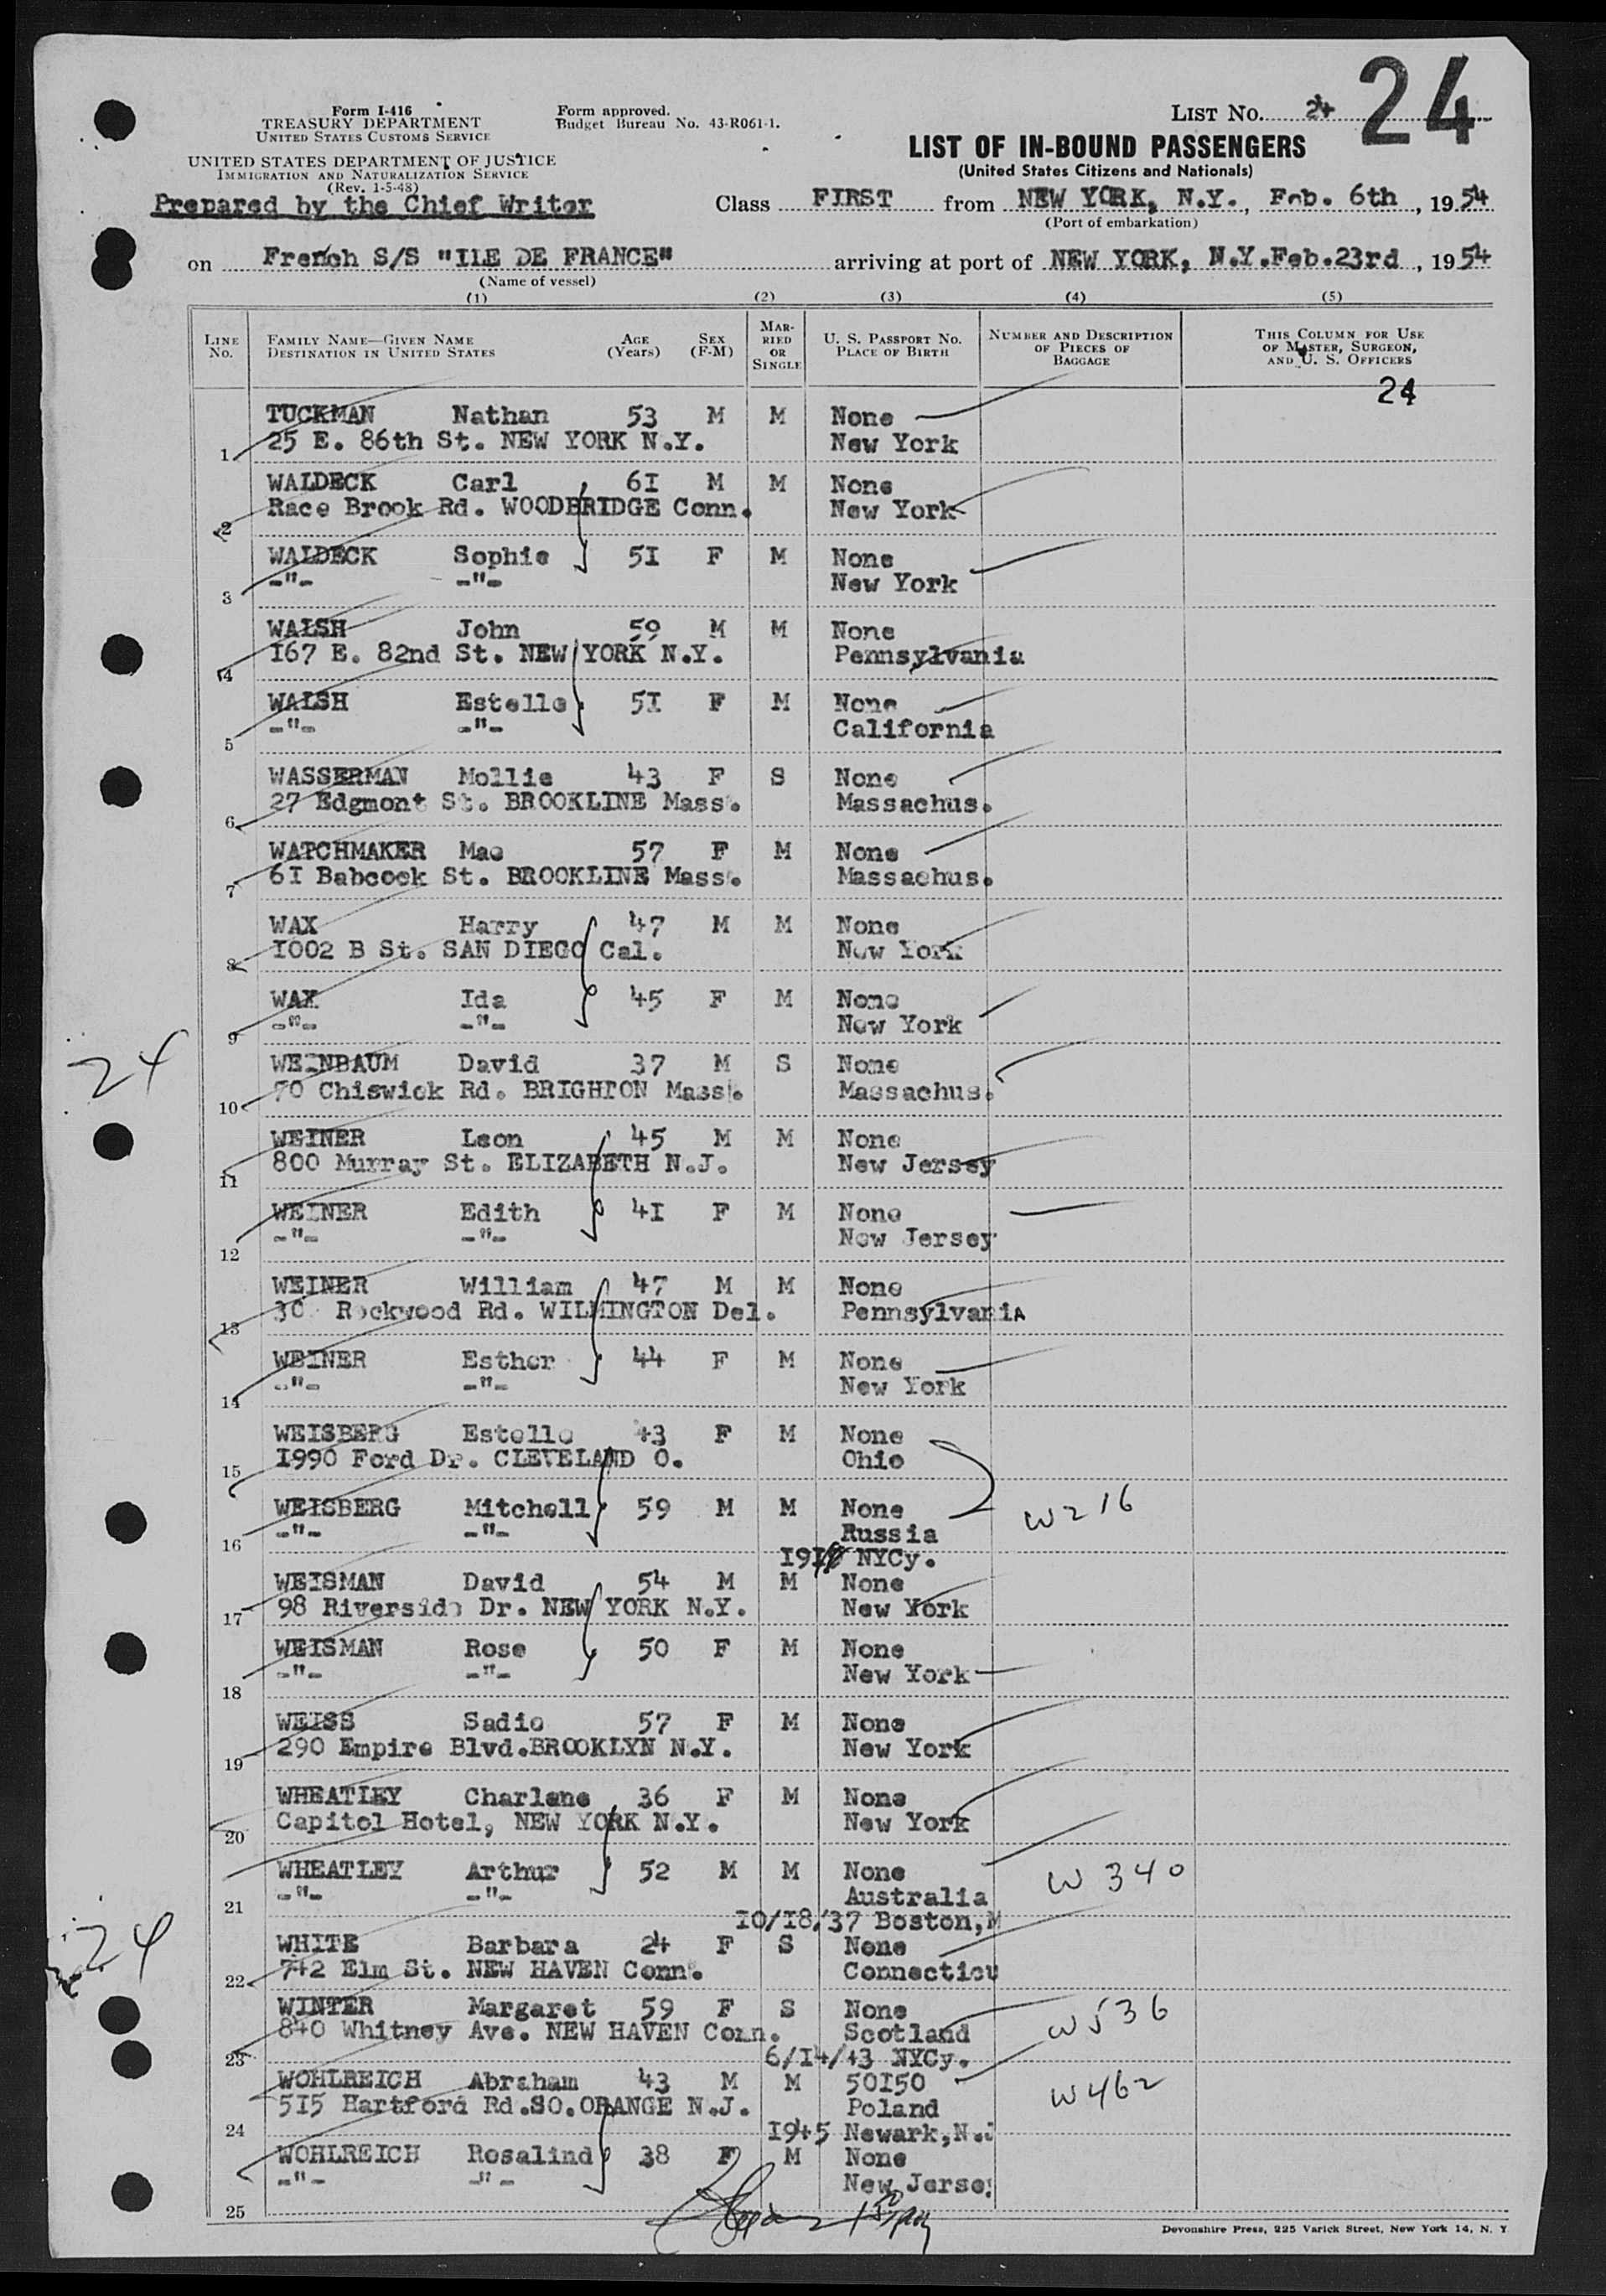 24
Form I-416
TREASURY DEPARTMENT
UNITED STATES CUSTOMS SERVICE
UNITED STATES DEPARTMENT OF JUSTICE
IMMIGRATION AND NATURALIZATION SERVICE
(Rev. 1-5-48)
Prepared by the Chief Writer
Form approved.
Budget Bureau No. 43-R061-1.
LIST NO. 24
LIST OF IN-BOUND PASSENGERS
(United States Citizens and Nationals)
Class FIRST from NEW YORK, N.Y., Feb. 6th, 1954
(Port of embarkation)
on French S/S "ILE DE FRANCE" arriving at port of NEW YORK, N.Y. Feb. 23rd, 1954
(Name of vessel)
(1) (2) (3) (4) (5)
LINE NO.
FAMILY NAME—GIVEN NAME
DESTINATION IN UNITED STATES
AGE (Years)
SEX (F-M)
MARRIED OR SINGLE
U. S. PASSPORT NO.
PLACE OF BIRTH
NUMBER AND DESCRIPTION OF PIECES OF BAGGAGE
THIS COLUMN FOR USE OF MASTER, SURGEON, AND U. S. OFFICERS
24
TUCKMAN Nathan 53 M M None
1 25 E. 86th St. NEW YORK N.Y. New York
WALDECK Carl 61 M M None
2 Race Brook Rd. WOODBRIDGE Conn. New York
WALDECK Sophie 51 F M None
3 -"- -"- New York
WALSH John 59 M M None
4 167 E. 82nd St. NEW YORK N.Y. Pennsylvania
WALSH Estelle 51 F M None
5 -"- -"- California
WASSERMAN Mollie 43 F S None
6 27 Edgmont St. BROOKLINE Mass. Massachus.
WATCHMAKER Mae 57 F M None
7 61 Babcock St. BROOKLINE Mass. Massachus.
WAX Harry 47 M M None
8 1002 B St. SAN DIEGO Cal. New York
WAX Ida 45 F M None
9 -"- -"- New York
24
WEINBAUM David 37 M S None
10 70 Chiswick Rd. BRIGHTON Mass. Massachus.
WEINER Leon 45 M M None
11 800 Murray St. ELIZABETH N.J. New Jersey
WEINER Edith 41 F M None
12 -"- -"- New Jersey
WEINER William 47 M M None
13 30 Rockwood Rd. WILMINGTON Del. Pennsylvania
WEINER Esther 44 F M None
14 -"- -"- New York
WEISBERG Estelle 43 F M None
15 1990 Ford Dr. CLEVELAND O. Ohio
WEISBERG Mitchell 59 M M None W216
16 -"- -"- Russia
NYCy.
WEISMAN David 54 M M None
17 98 Riverside Dr. NEW YORK N.Y. New York
WEISMAN Rose 50 F M None
18 -"- -"- New York
WEISS Sadie 57 F M None
19 290 Empire Blvd. BROOKLYN N.Y. New York
WHEATLEY Charlene 36 F M None
20 Capitol Hotel, NEW YORK N.Y. New York
WHEATLEY Arthur 52 M M None W 340
21 -"- -"- Australia
10/18/37 Boston, M
24
WHITE Barbara 24 F S None
22 742 Elm St. NEW HAVEN Conn. Connecticu
WINTER Margaret 59 F S None W536
23 840 Whitney Ave. NEW HAVEN Conn. Scotland
6/14/43 NYCy.
WOHLREICH Abraham 43 M M 50150 W462
24 515 Hartford Rd. SO. ORANGE N.J. Poland
1945 Newark, N.J
WOHLREICH Rosalind 38 F M None
25 -"- -"- New Jersey
Devonshire Press, 225 Varick Street, New York 14, N. Y.